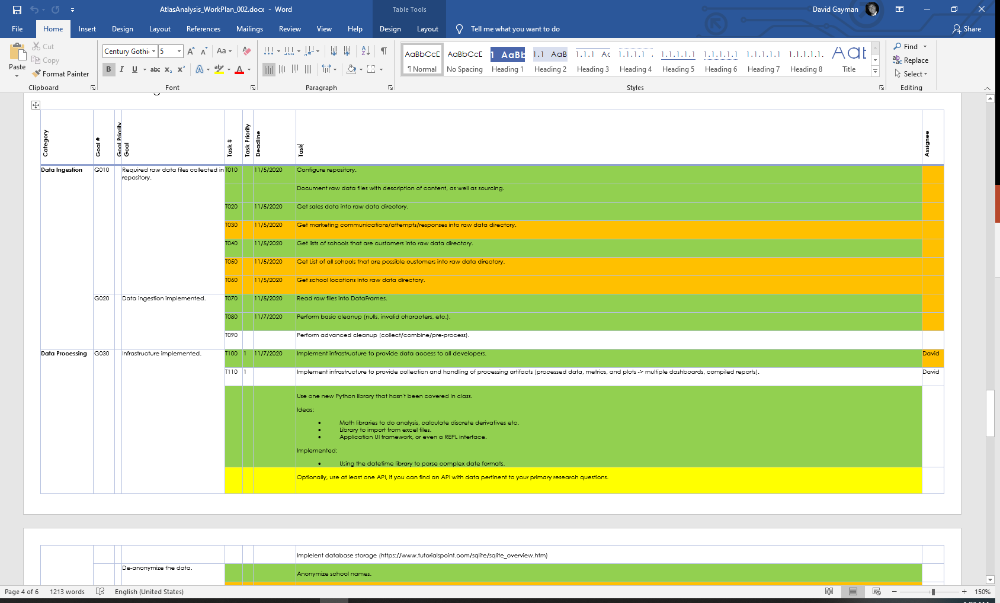 AtlasAnalysis_WorkPlan_002.docx - Word
Table Tools
David Gayman
File Home Insert Design Layout References Mailings Review View Help Design Layout Tell me what you want to do Share
Paste
Cut
Copy
Format Painter
Clipboard
Century Gothi 5
Font
Paragraph
AaBbCcD AaBbCcD 1 AaBb 1.1 AaB 1.1.1 Ac 1.1.1.1 1.1.1.1.1 1.1.1.1.1. 1.1.1.1.1 1.1.1.1.1. Aat
¶ Normal No Spacing Heading 1 Heading 2 Heading 3 Heading 4 Heading 5 Heading 6 Heading 7 Heading 8 Title
Styles
Find
Replace
Select
Editing
Category Goal # Goal Priority Goal Task # Task Priority Deadline Task Assignee
Data Ingestion G010 Required raw data files collected in T010 11/5/2020 Configure repository.
repository.
Document raw data files with description of content, as well as sourcing.
T020 11/5/2020 Get sales data into raw data directory.
T030 11/5/2020 Get marketing communications/attempts/responses into raw data directory.
T040 11/5/2020 Get lists of schools that are customers into raw data directory.
T050 11/5/2020 Get List of all schools that are possible customers into raw data directory.
T060 11/5/2020 Get school locations into raw data directory.
G020 Data ingestion implemented. T070 11/5/2020 Read raw files into DataFrames.
T080 11/7/2020 Perform basic cleanup (nulls, invalid characters, etc.).
T090 Perform advanced cleanup (collect/combine/pre-process).
Data Processing G030 Infrastructure implemented. T100 1 11/7/2020 Implement infrastructure to provide data access to all developers. David
T110 1 Implement infrastructure to provide collection and handling of processing artifacts (processed data, metrics, and plots -> multiple dashboards, compiled reports). David
Use one new Python library that hasn't been covered in class.
Ideas:
• Math libraries to do analysis, calculate discrete derivatives etc.
• Library to import from excel files.
• Application UI framework, or even a REPL interface.
Implemented:
• Using the datetime library to parse complex date formats.
Optionally, use at least one API, if you can find an API with data pertinent to your primary research questions.
Implelent database storage (https://www.tutorialspoint.com/sqlite/sqlite_overview.htm)
De-anonymize the data.
Anonymize school names.
Page 4 of 6 1213 words English (United States) 150%